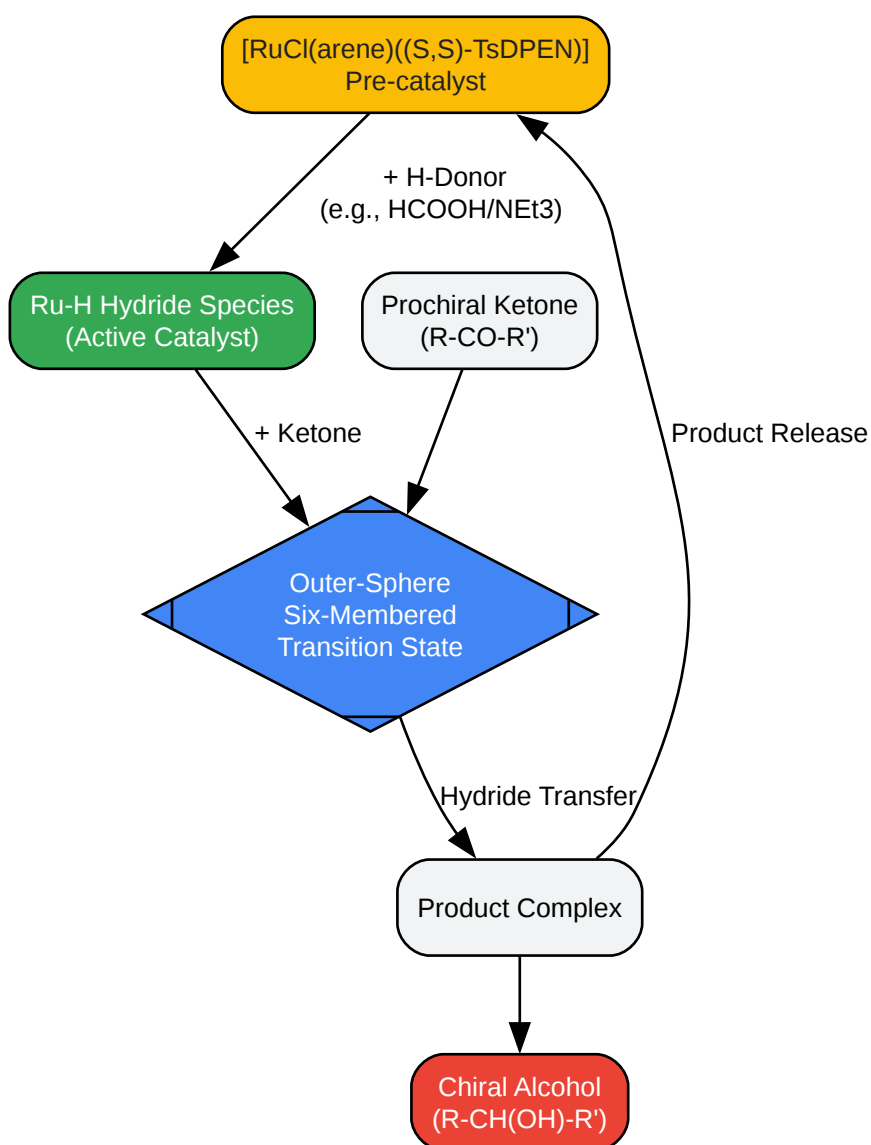 [RuCl(arene)((S,S)-TsDPEN)]
Pre-catalyst
+ H-Donor
(e.g., HCOOH/NEt3)
Ru-H Hydride Species
(Active Catalyst)
Prochiral Ketone
(R-CO-R')
+ Ketone
Product Release
Outer-Sphere
Six-Membered
Transition State
Hydride Transfer
Product Complex
Chiral Alcohol
(R-CH(OH)-R')